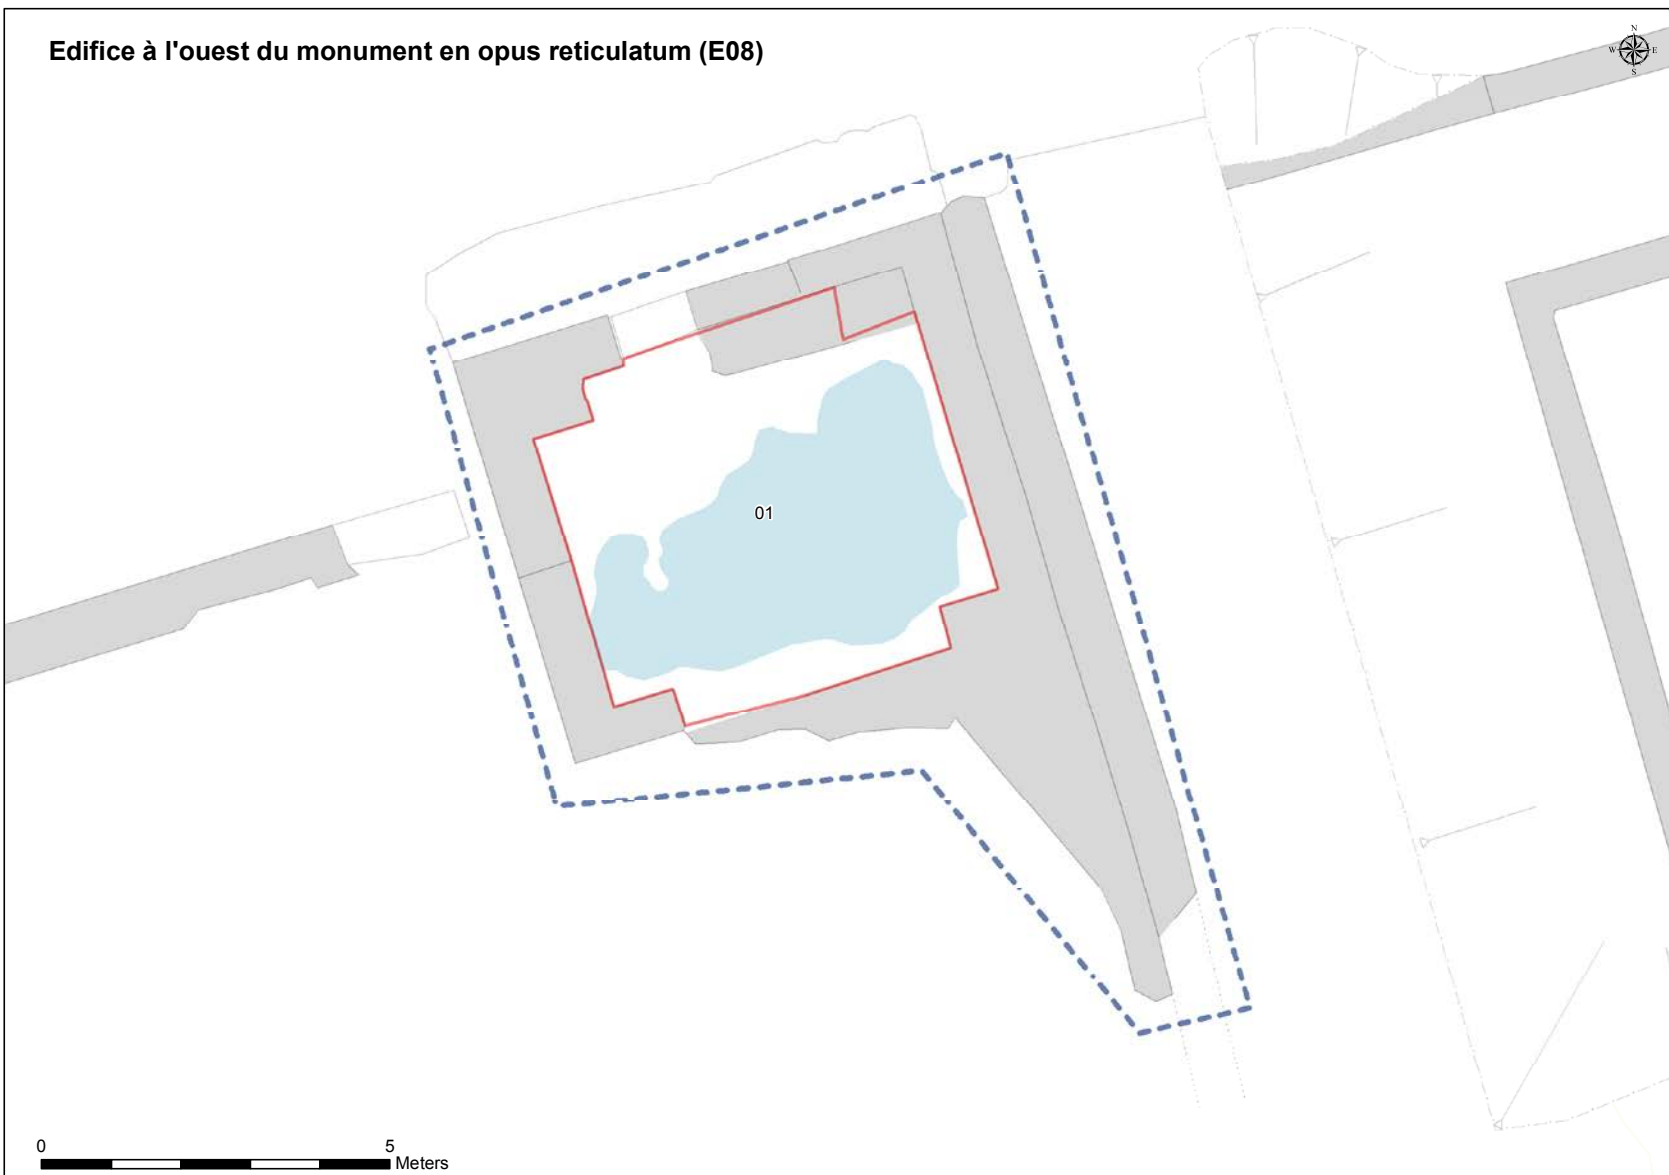 Edifice à l'ouest du monument en opus reticulatum (E08)
N
W E
S
01
0 5
Meters